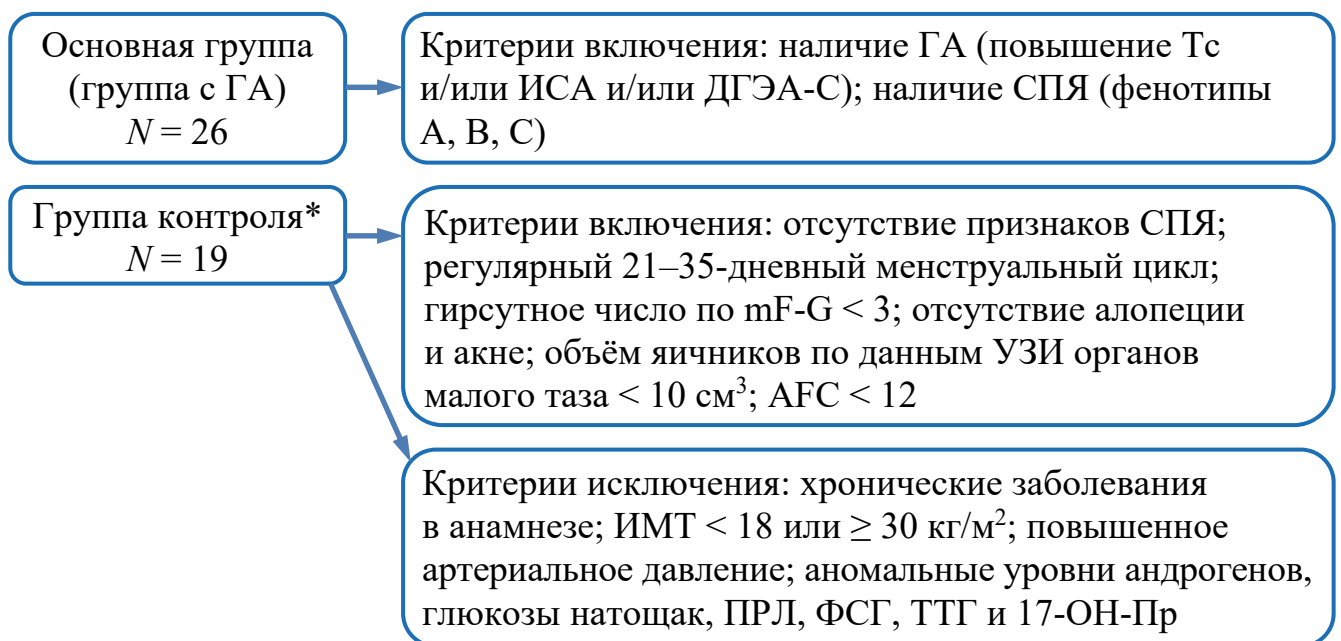 Основная группа
(группа с ГА)
N = 26
Критерии включения: наличие ГА (повышение Тс
и/или ИСА и/или ДГЭА-С); наличие СПЯ (фенотипы
А, В, С)
Группа контроля*
N = 19
Критерии включения: отсутствие признаков СПЯ;
регулярный 21–35-дневный менструальный цикл;
гирсутное число по mF-G < 3; отсутствие алопеции
и акне; объём яичников по данным УЗИ органов
малого таза < 10 см³; AFC < 12
Критерии исключения: хронические заболевания
в анамнезе; ИМТ < 18 или ≥ 30 кг/м²; повышенное
артериальное давление; аномальные уровни андрогенов,
глюкозы натощак, ПРЛ, ФСГ, ТТГ и 17-ОН-Пр